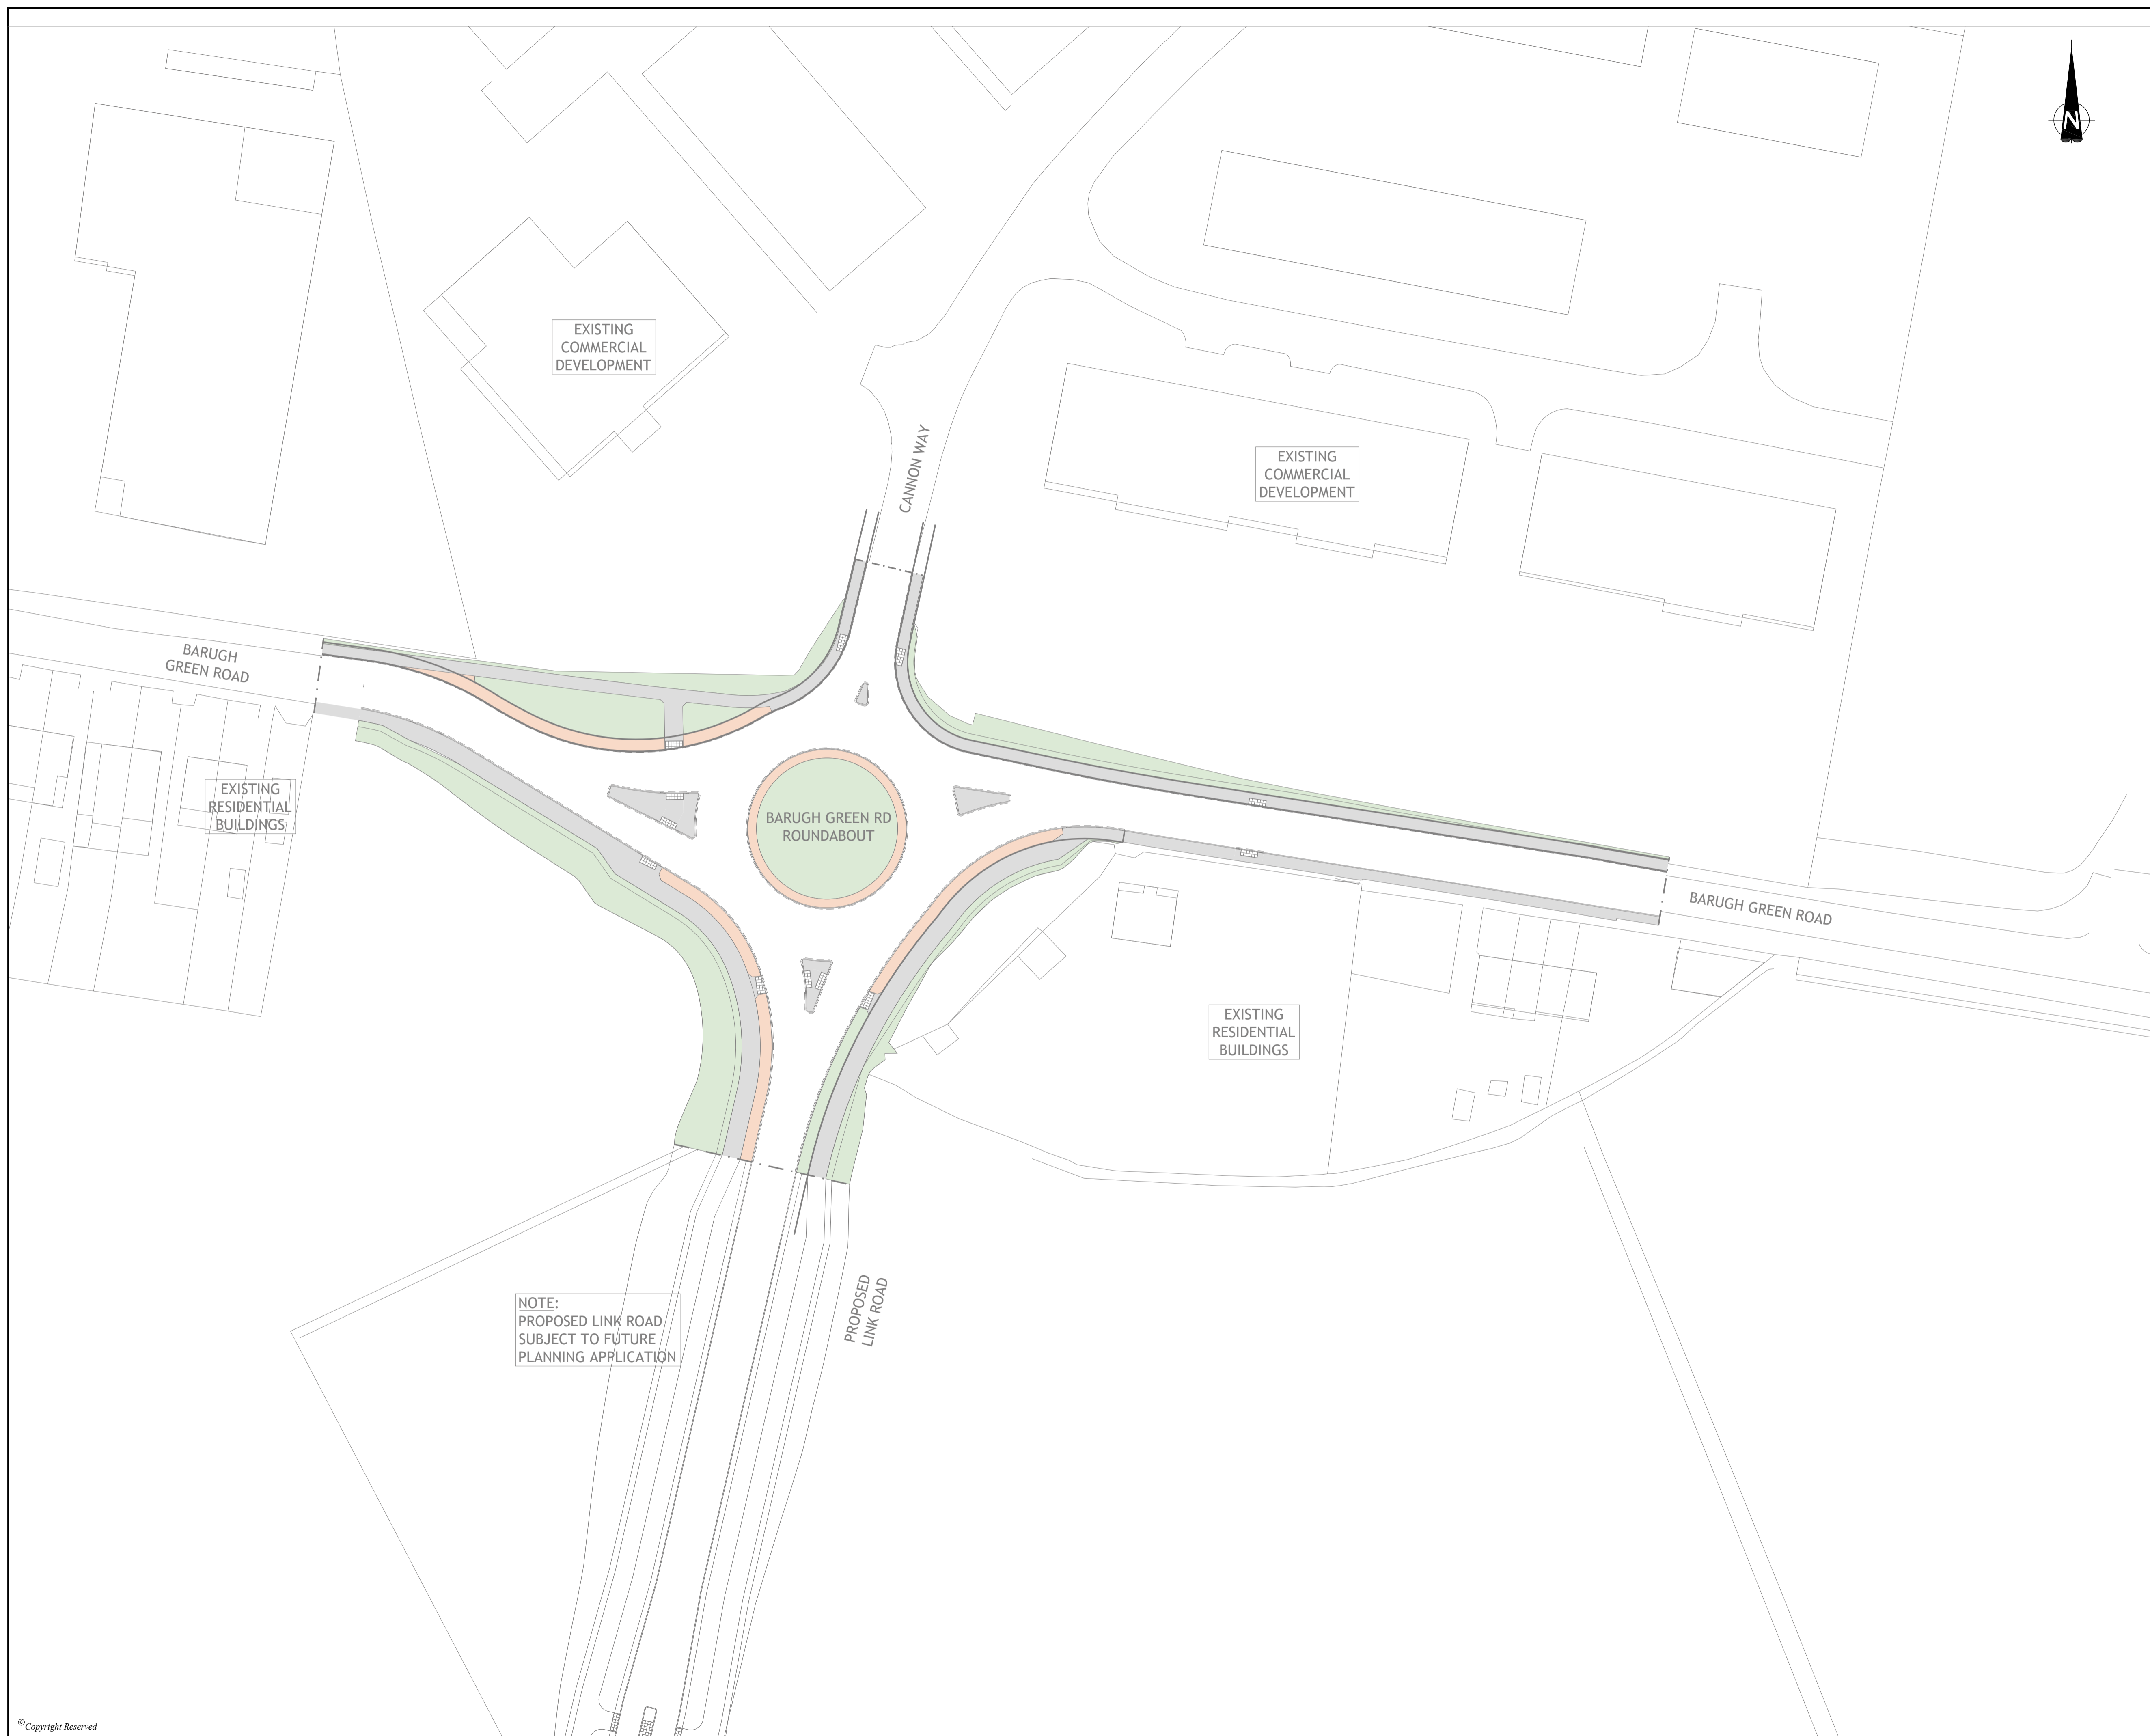 N
EXISTING
COMMERCIAL
DEVELOPMENT
CANNON WAY
EXISTING
COMMERCIAL
DEVELOPMENT
BARUGH
GREEN ROAD
EXISTING
RESIDENTIAL
BUILDINGS
BARUGH GREEN RD
ROUNDABOUT
BARUGH GREEN ROAD
EXISTING
RESIDENTIAL
BUILDINGS
NOTE:
PROPOSED LINK ROAD
SUBJECT TO FUTURE
PLANNING APPLICATION
PROPOSED
LINK ROAD
©Copyright Reserved